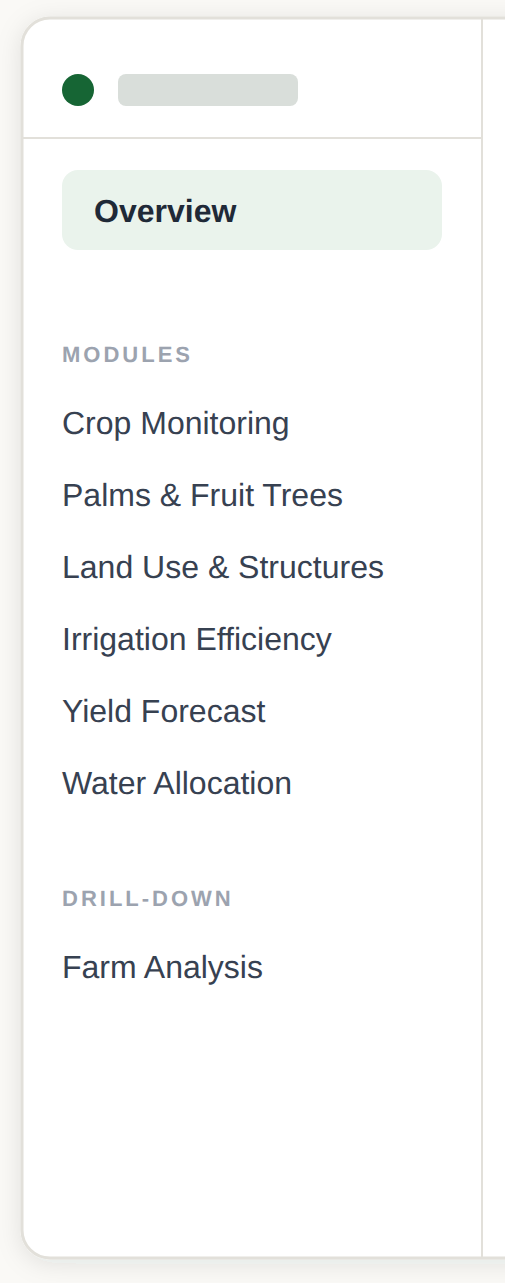 Overview
MODULES
Crop Monitoring
Palms & Fruit Trees
Land Use & Structures
Irrigation Efficiency
Yield Forecast
Water Allocation
DRILL-DOWN
Farm Analysis